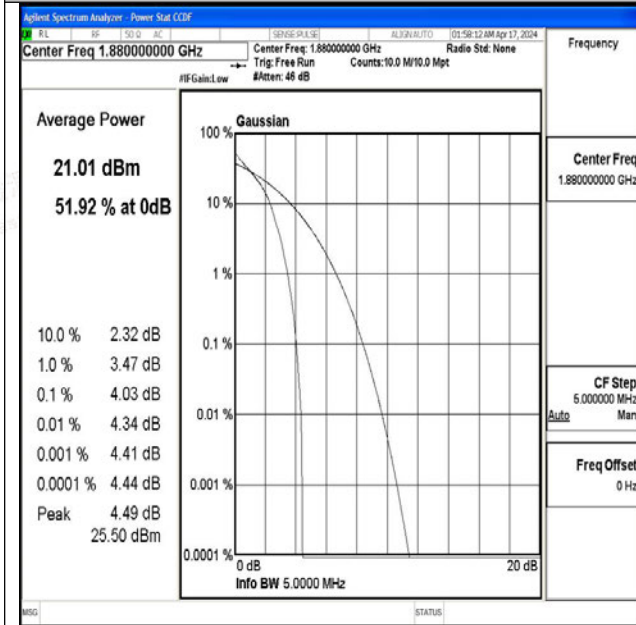 Agilent Spectrum Analyzer - Power Stat CCDF
RL RF 50 Ω AC SENSE:PULSE ALIGN AUTO 01:58:12 AM Apr 17, 2024
Center Freq 1.880000000 GHz
Center Freq: 1.880000000 GHz Radio Std: None
Trig: Free Run Counts:10.0 M/10.0 Mpt
#IFGain:Low #Atten: 46 dB
Frequency
Average Power
21.01 dBm
51.92 % at 0dB
10.0 % 2.32 dB
1.0 % 3.47 dB
0.1 % 4.03 dB
0.01 % 4.34 dB
0.001 % 4.41 dB
0.0001 % 4.44 dB
Peak 4.49 dB
25.50 dBm
Gaussian
100 %
10 %
1 %
0.1 %
0.01 %
0.001 %
0.0001 %
0 dB 20 dB
Info BW 5.0000 MHz
Center Freq
1.880000000 GHz
CF Step
5.000000 MHz
Auto Man
Freq Offset
0 Hz
MSG STATUS